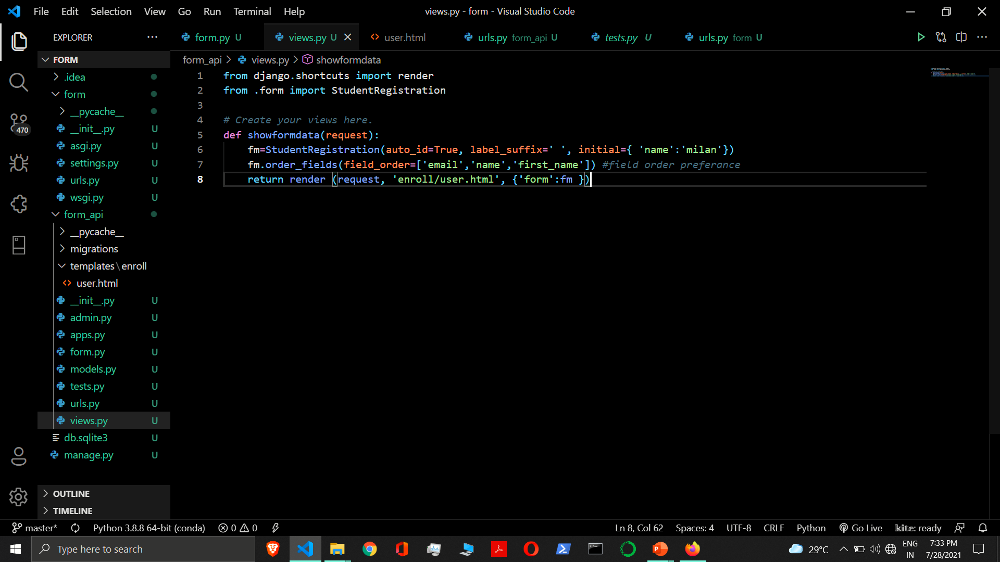 File Edit Selection View Go Run Terminal Help
views.py - form - Visual Studio Code
EXPLORER
form.py U
views.py U
user.html
urls.py form_api U
tests.py U
urls.py form U
FORM
.idea
form
__pycache__
__init__.py U
asgi.py U
settings.py U
urls.py U
wsgi.py U
form_api
__pycache__
migrations
templates\enroll
user.html
__init__.py U
admin.py U
apps.py U
form.py U
models.py U
tests.py U
urls.py U
views.py U
db.sqlite3 U
manage.py U
OUTLINE
TIMELINE
470
form_api > views.py > showformdata
1 from django.shortcuts import render
2 from .form import StudentRegistration
3
4 # Create your views here.
5 def showformdata(request):
6 fm=StudentRegistration(auto_id=True, label_suffix=' ', initial={ 'name':'milan'})
7 fm.order_fields(field_order=['email','name','first_name']) #field order preferance
8 return render (request, 'enroll/user.html', {'form':fm })
master* Python 3.8.8 64-bit (conda) 0 0
Ln 8, Col 62 Spaces: 4 UTF-8 CRLF Python Go Live kite: ready
Type here to search
29°C
ENG
IN
7:33 PM
7/28/2021